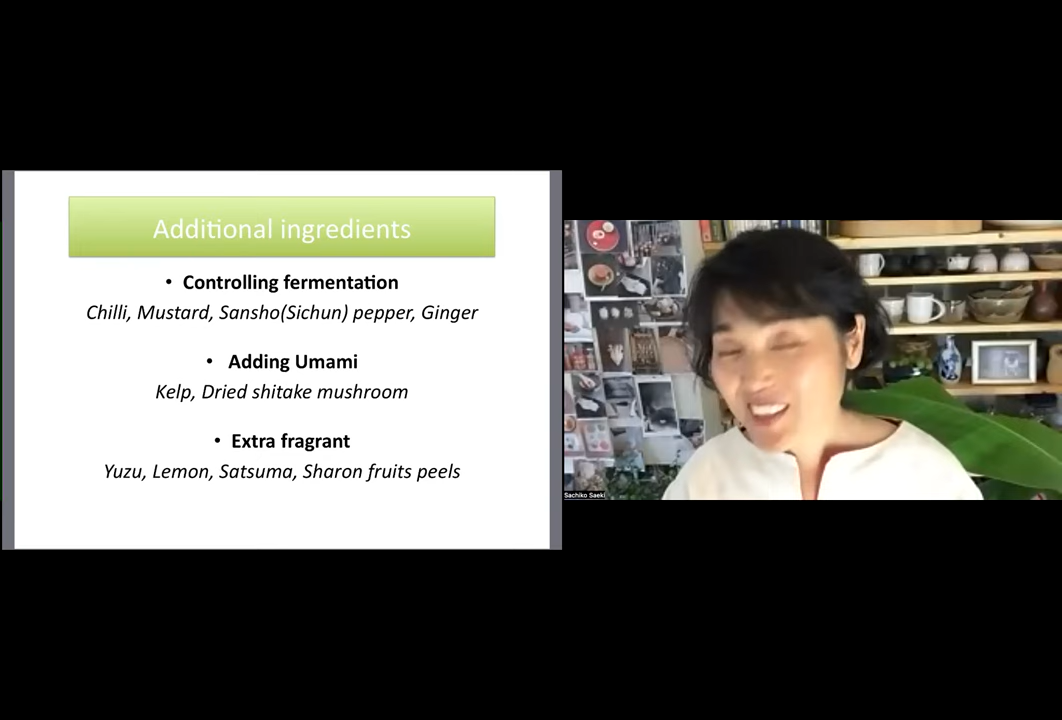 Additional ingredients
• Controlling fermentation
Chilli, Mustard, Sansho(Sichun) pepper, Ginger
• Adding Umami
Kelp, Dried shitake mushroom
• Extra fragrant
Yuzu, Lemon, Satsuma, Sharon fruits peels
Sachiko Saeki